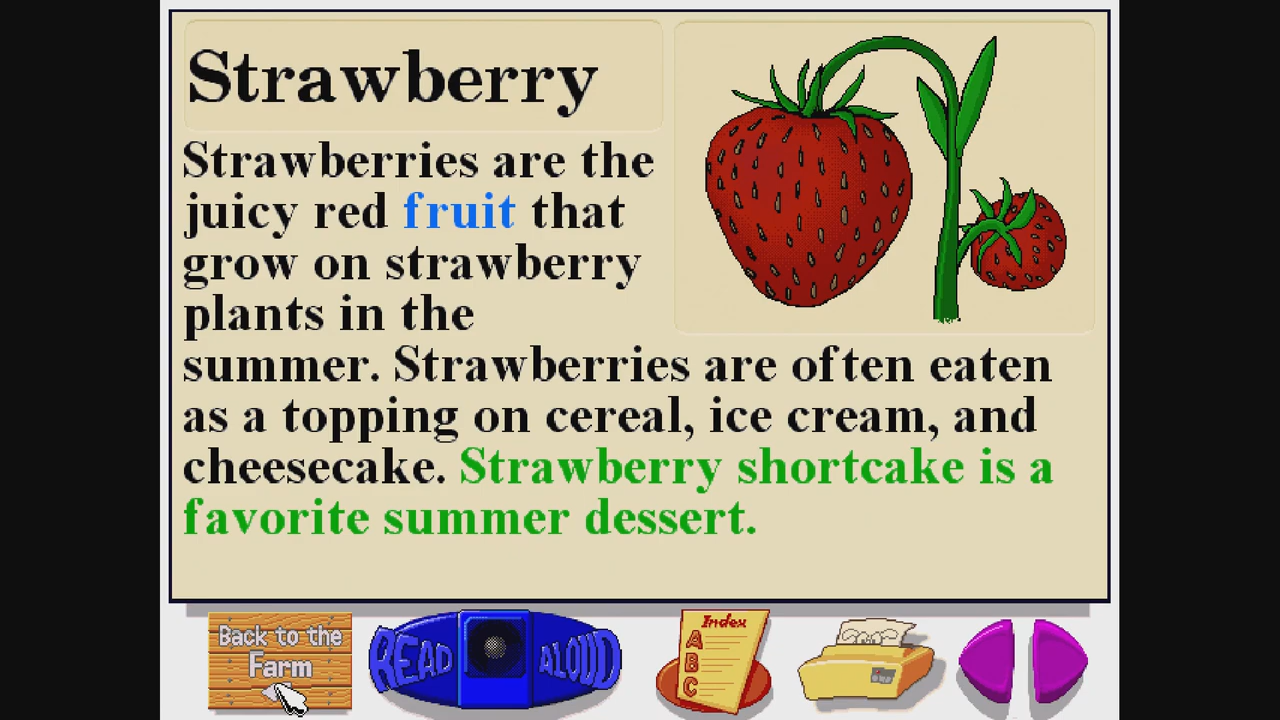 Strawberry
Strawberries are the
juicy red fruit that
grow on strawberry
plants in the
summer. Strawberries are often eaten
as a topping on cereal, ice cream, and
cheesecake. Strawberry shortcake is a
favorite summer dessert.
Back to the
Farm
READ ALOUD
Index
A
B
C